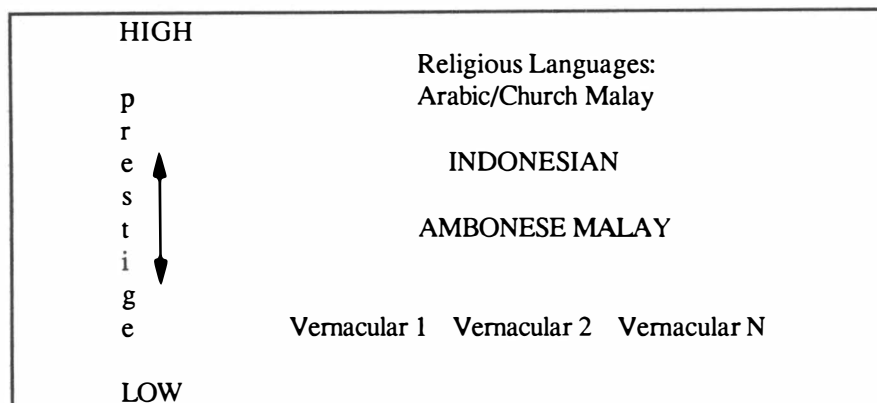 HIGH
Religious Languages:
p Arabic/Church Malay
r
e INDONESIAN
s
t AMBONESE MALAY
i
g
e Vernacular 1 Vernacular 2 Vernacular N
LOW